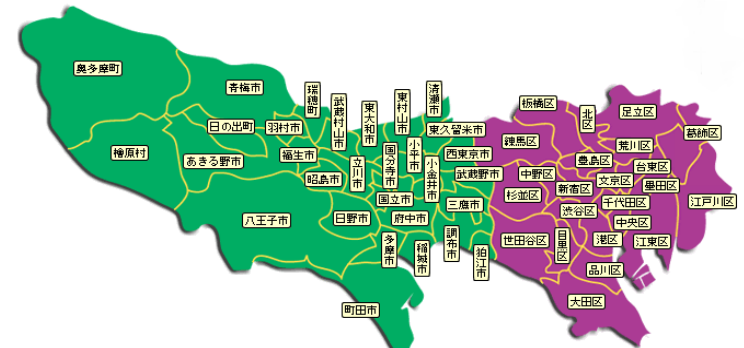 奥多摩町
青梅市
瑞穂町
武蔵村山市
東大和市
東村山市
清瀬市
日の出町
羽村市
東久留米市
檜原村
あきる野市
福生市
昭島市
立川市
国分寺市
小平市
小金井市
西東京市
武蔵野市
国立市
三鷹市
八王子市
日野市
府中市
多摩市
稲城市
調布市
狛江市
町田市
板橋区
北区
足立区
葛飾区
練馬区
荒川区
豊島区
台東区
中野区
文京区
墨田区
杉並区
新宿区
千代田区
江戸川区
渋谷区
中央区
世田谷区
目黒区
港区
江東区
品川区
大田区